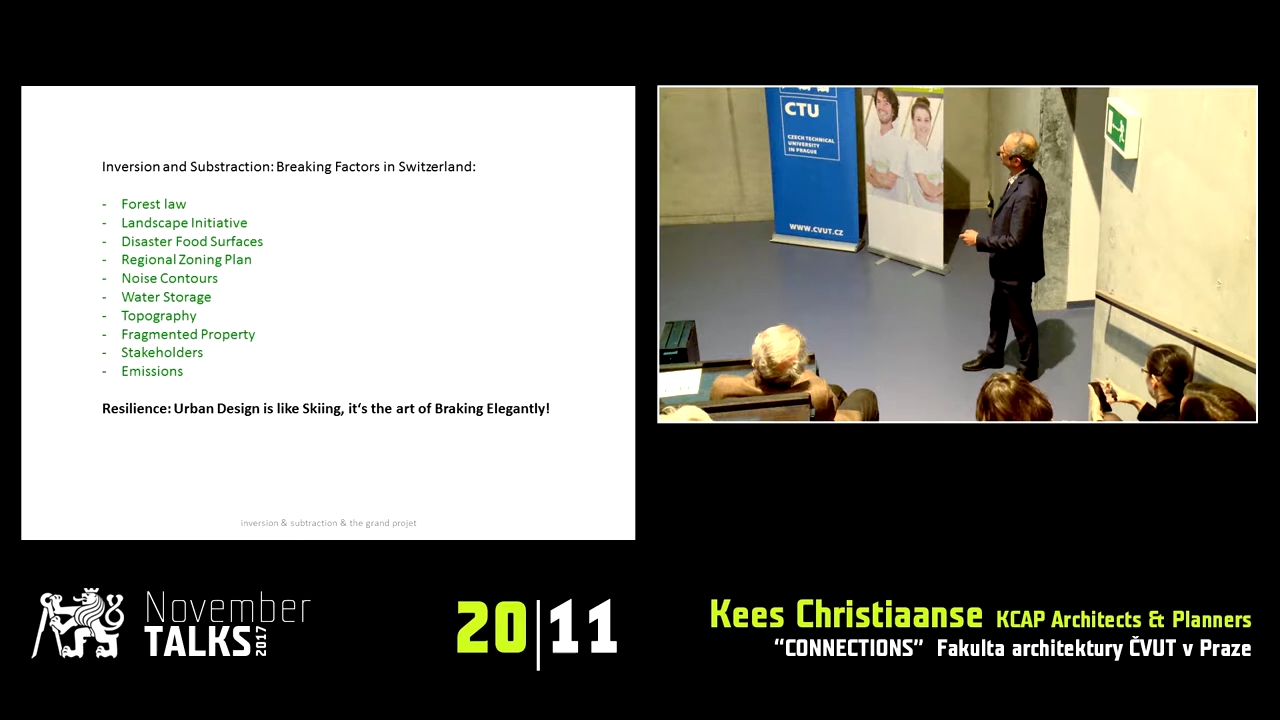 Inversion and Substraction: Breaking Factors in Switzerland:
- Forest law
- Landscape Initiative
- Disaster Food Surfaces
- Regional Zoning Plan
- Noise Contours
- Water Storage
- Topography
- Fragmented Property
- Stakeholders
- Emissions
Resilience: Urban Design is like Skiing, it's the art of Braking Elegantly!
inversion & subtraction & the grand projet
CTU
CZECH TECHNICAL
UNIVERSITY
IN PRAGUE
WWW.CVUT.CZ
November
TALKS 2017
20|11
Kees Christiaanse KCAP Architects & Planners
"CONNECTIONS" Fakulta architektury ČVUT v Praze